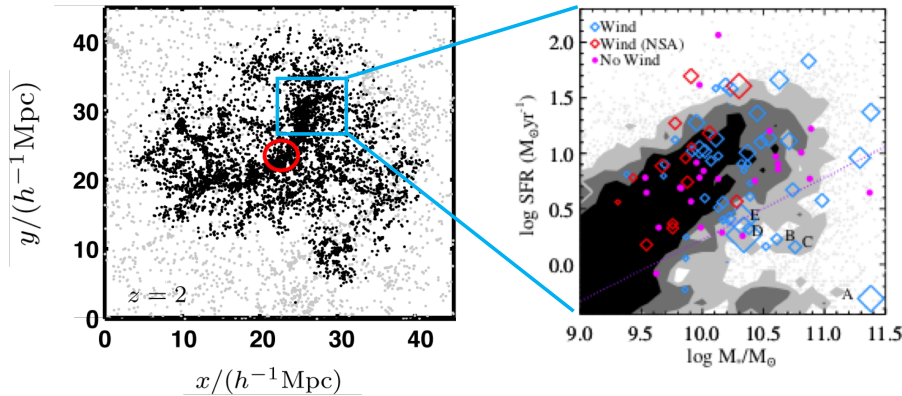 40
30
20
10
0
0 10 20 30 40
y/(h⁻¹Mpc)
x/(h⁻¹Mpc)
z = 2
Wind
Wind (NSA)
No Wind
2.0
1.5
1.0
0.5
0.0
log SFR (M⊙yr⁻¹)
E
D
B
C
A
9.0 9.5 10.0 10.5 11.0 11.5
log M*/M⊙